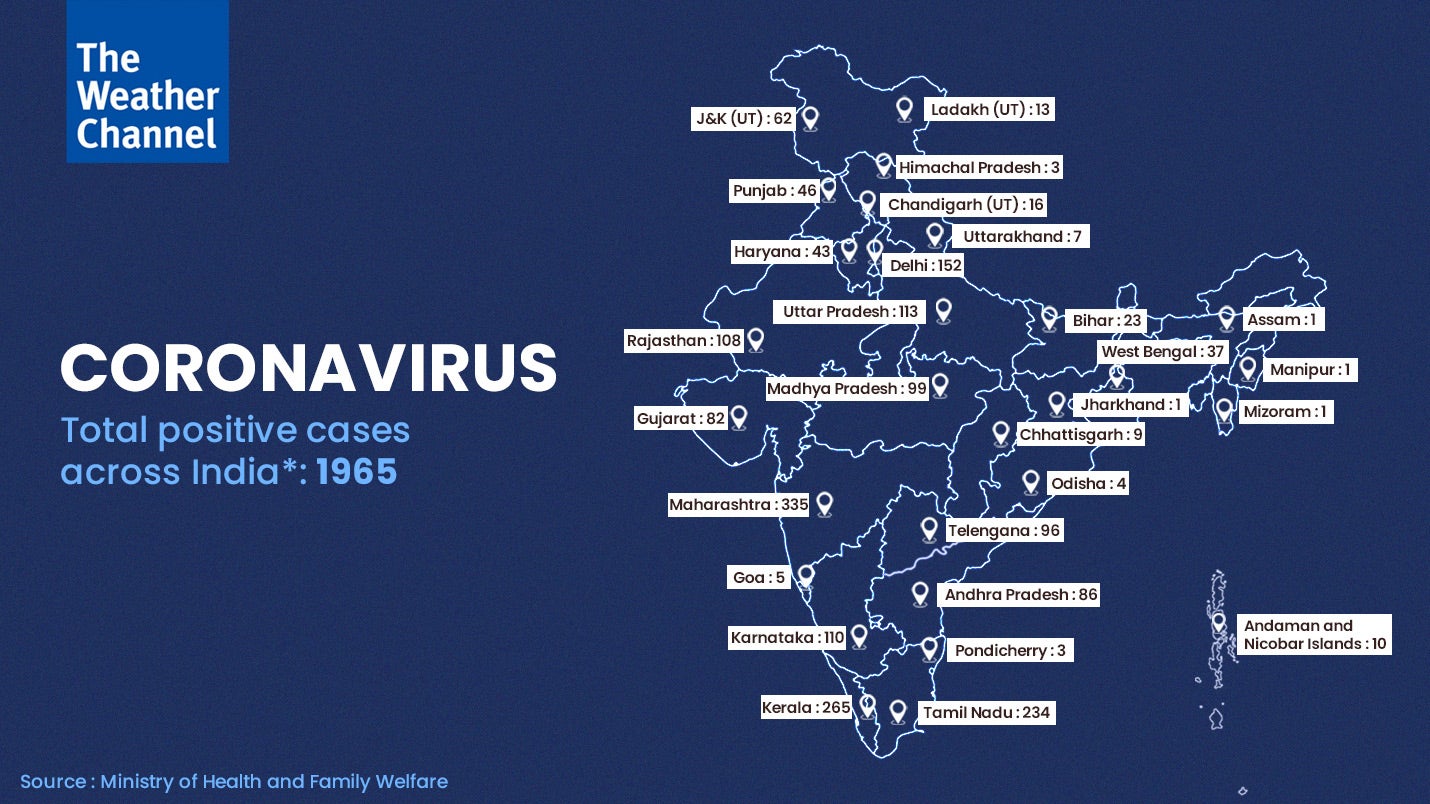 The
Weather
Channel
CORONAVIRUS
Total positive cases
across India*: 1965
J&K (UT) : 62
Ladakh (UT) : 13
Himachal Pradesh : 3
Punjab : 46
Chandigarh (UT) : 16
Uttarakhand : 7
Haryana : 43
Delhi : 152
Uttar Pradesh : 113
Bihar : 23
Assam : 1
Rajasthan : 108
West Bengal : 37
Manipur : 1
Madhya Pradesh : 99
Jharkhand : 1
Mizoram : 1
Gujarat : 82
Chhattisgarh : 9
Odisha : 4
Maharashtra : 335
Telengana : 96
Goa : 5
Andhra Pradesh : 86
Andaman and
Nicobar Islands : 10
Karnataka : 110
Pondicherry : 3
Kerala : 265
Tamil Nadu : 234
Source : Ministry of Health and Family Welfare